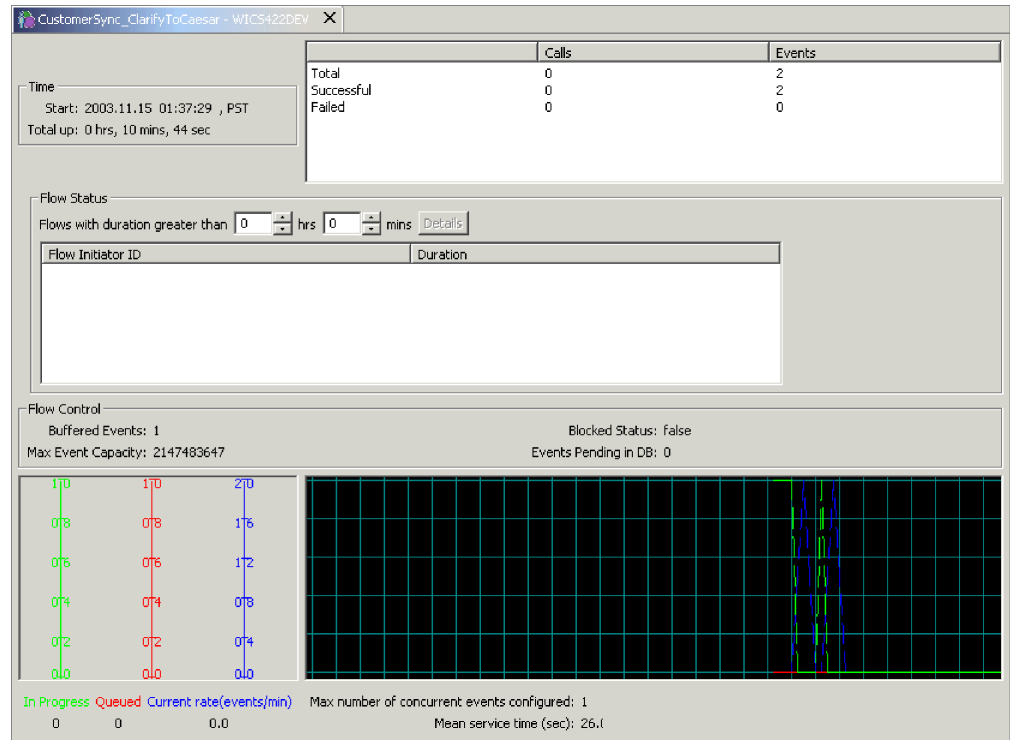 CustomerSync_ClarifyToCaesar - WICS422DEV X
Calls Events
Total 0 2
Successful 0 2
Failed 0 0
Time
Start: 2003.11.15 01:37:29 , PST
Total up: 0 hrs, 10 mins, 44 sec
Flow Status
Flows with duration greater than 0 hrs 0 mins Details
Flow Initiator ID Duration
Flow Control
Buffered Events: 1 Blocked Status: false
Max Event Capacity: 2147483647 Events Pending in DB: 0
1.0 1.0 2.0
0.8 0.8 1.6
0.6 0.6 1.2
0.4 0.4 0.8
0.2 0.2 0.4
0.0 0.0 0.0
In Progress Queued Current rate(events/min) Max number of concurrent events configured: 1
0 0 0.0 Mean service time (sec): 26.